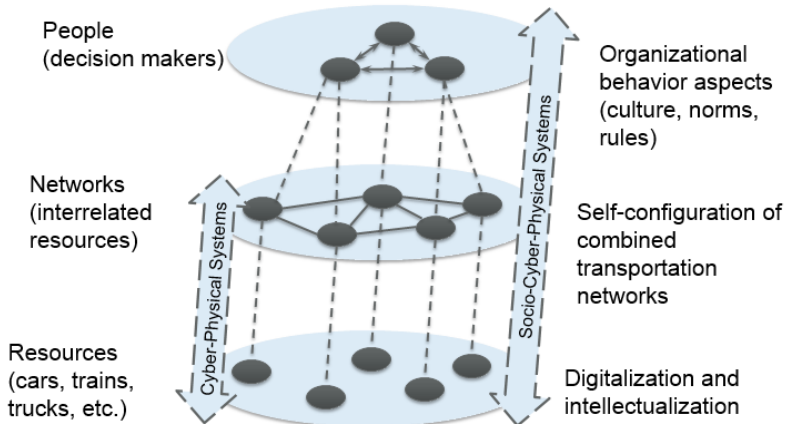 People
(decision makers)
Organizational
behavior aspects
(culture, norms,
rules)
Networks
(interrelated
resources)
Cyber-Physical Systems
Socio-Cyber-Physical Systems
Self-configuration of
combined
transportation
networks
Resources
(cars, trains,
trucks, etc.)
Digitalization and
intellectualization